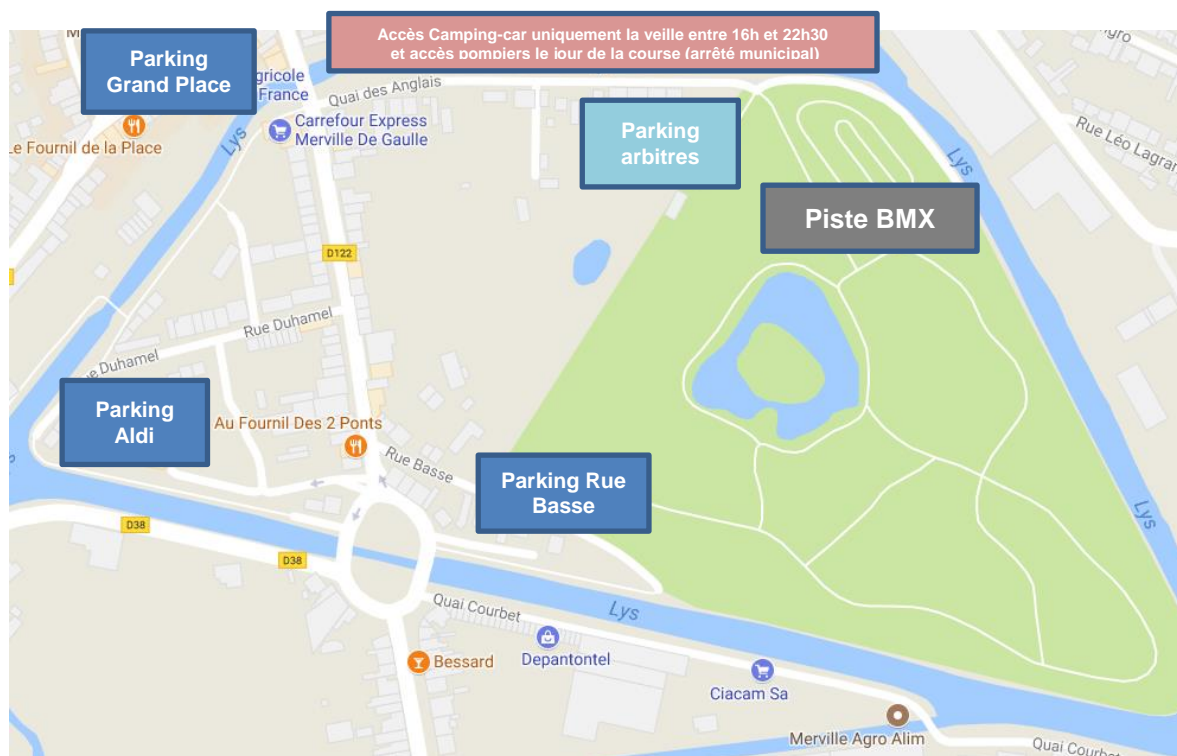 Accès Camping-car uniquement la veille entre 16h et 22h30
et accès pompiers le jour de la course (arrêté municipal)
Parking
Grand Place
gricole
France
Quai des Anglais
Carrefour Express
Merville De Gaulle
Le Fournil de la Place
Lys
Parking
arbitres
Rue Léo Lagran
Lys
Piste BMX
D122
Rue Duhamel
Duhamel
Parking
Aldi
Au Fournil Des 2 Ponts
Rue Basse
Parking Rue
Basse
Lys
D38
D38
Quai Courbet
Lys
Depantontel
Bessard
Ciacam Sa
Merville Agro Alim
Quai Courbet